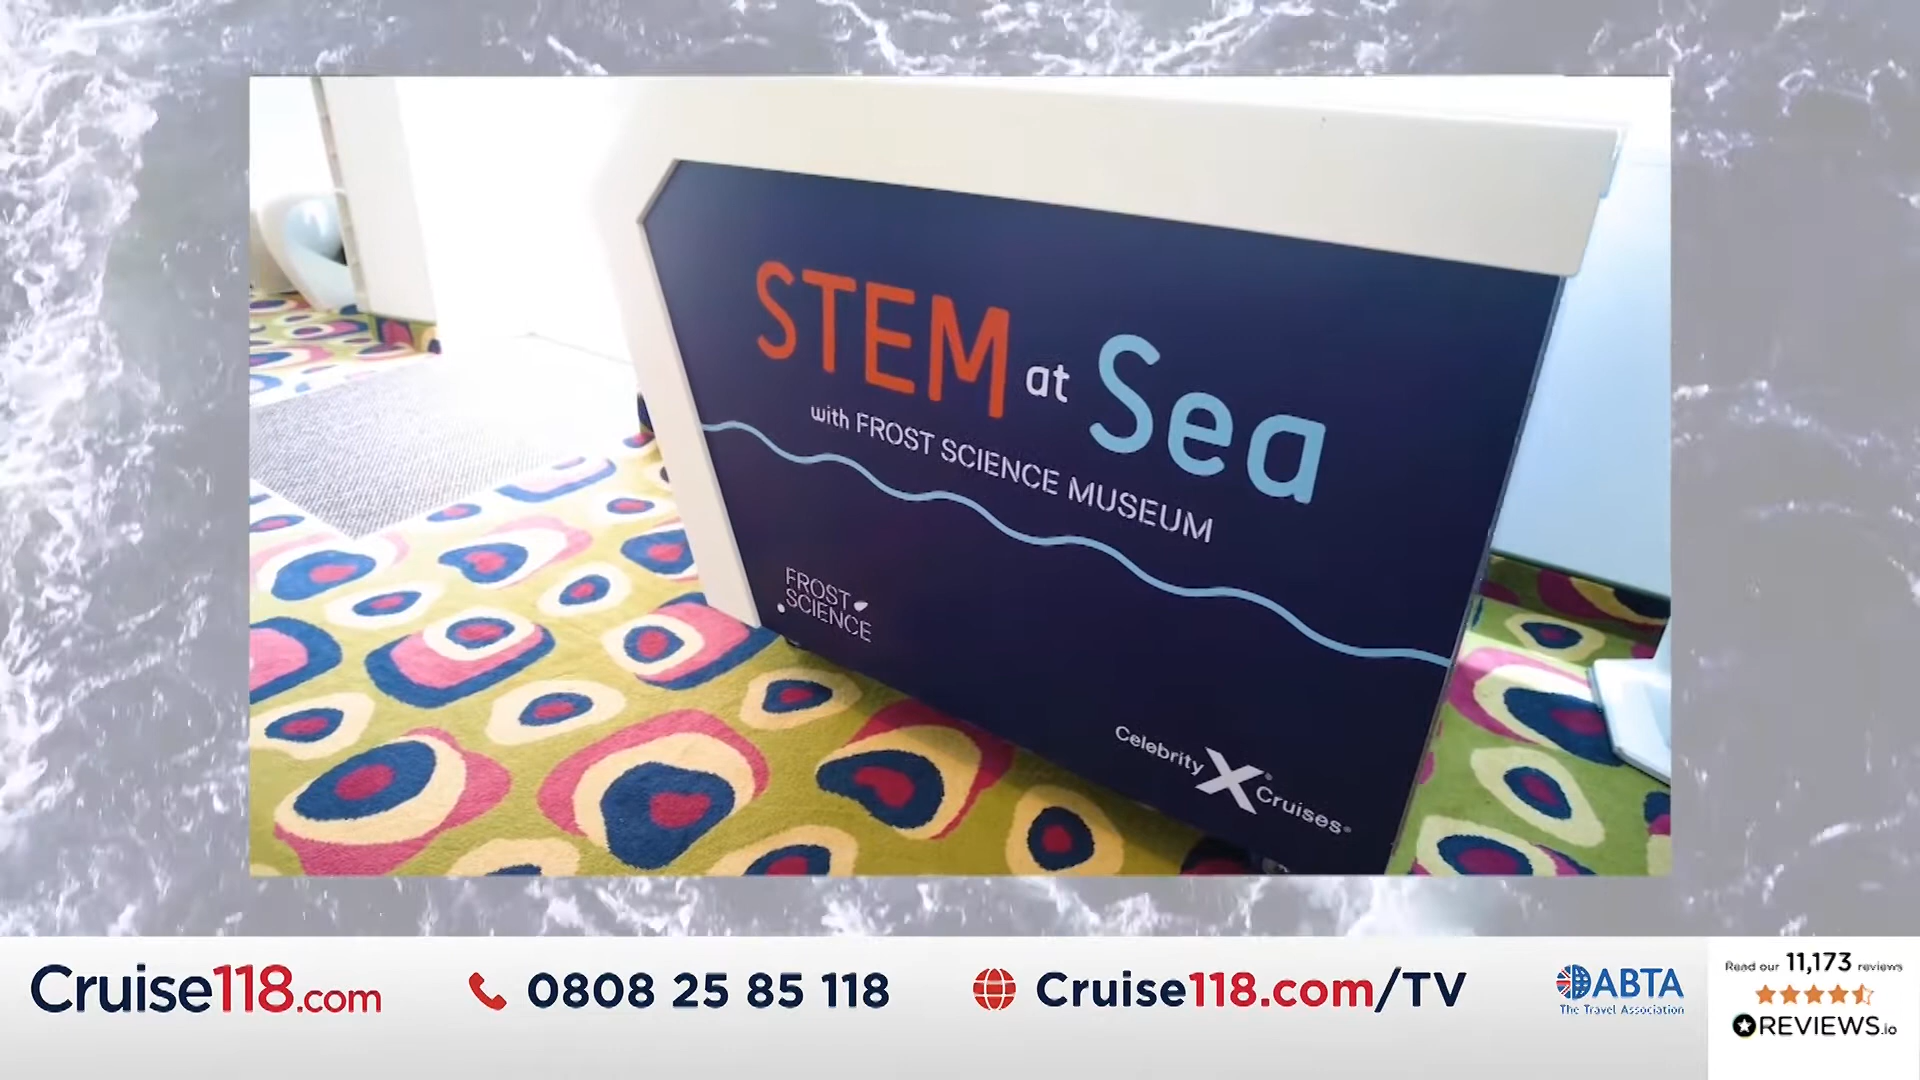 STEM at Sea
with FROST SCIENCE MUSEUM
FROST
SCIENCE
Celebrity X® Cruises®
Cruise118.com
0808 25 85 118
Cruise118.com/TV
ABTA
The Travel Association
Read our 11,173 reviews
REVIEWS.io